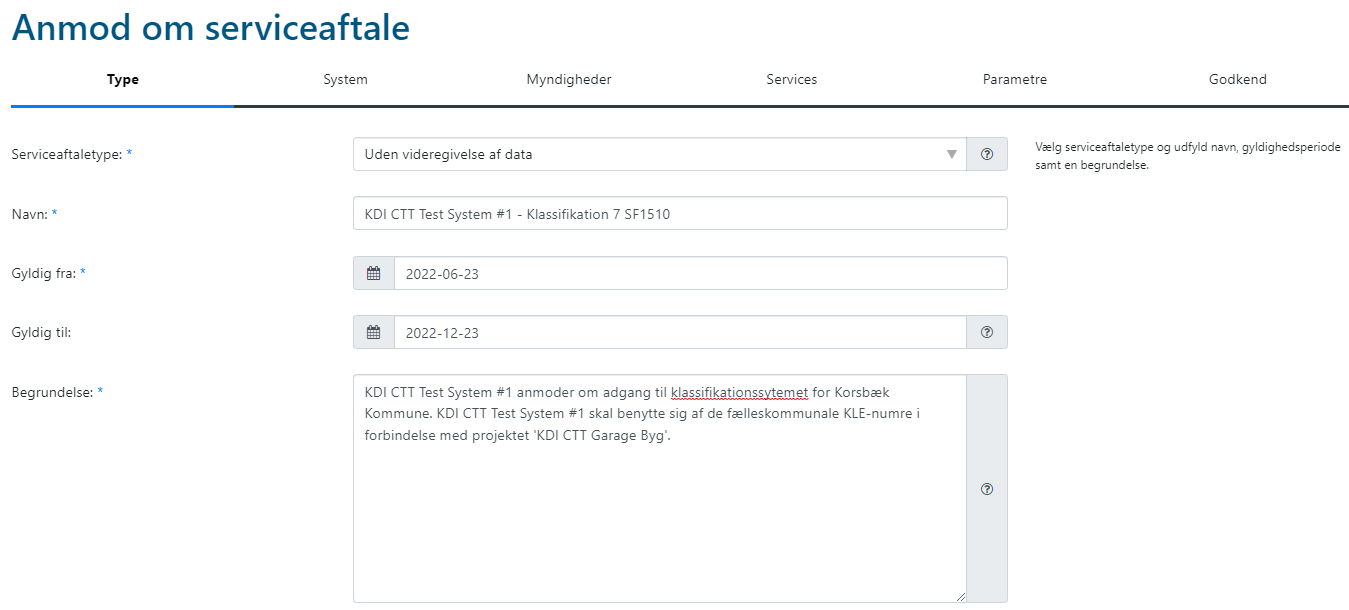 Anmod om serviceaftale
Type System Myndigheder Services Parametre Godkend
Serviceaftaletype: * Uden videregivelse af data
Vælg serviceaftaletype og udfyld navn, gyldighedsperiode
samt en begrundelse.
Navn: * KDI CTT Test System #1 - Klassifikation 7 SF1510
Gyldig fra: * 2022-06-23
Gyldig til: 2022-12-23
Begrundelse: * KDI CTT Test System #1 anmoder om adgang til klassifikationssytemet for Korsbæk
Kommune. KDI CTT Test System #1 skal benytte sig af de fælleskommunale KLE-numre i
forbindelse med projektet 'KDI CTT Garage Byg'.